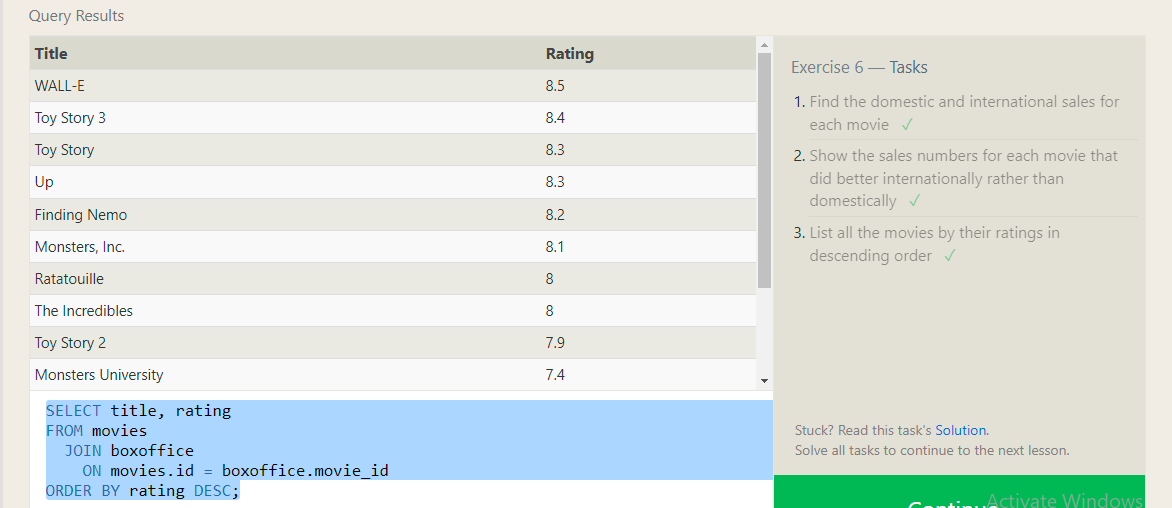 Query Results
Title Rating
WALL-E 8.5
Toy Story 3 8.4
Toy Story 8.3
Up 8.3
Finding Nemo 8.2
Monsters, Inc. 8.1
Ratatouille 8
The Incredibles 8
Toy Story 2 7.9
Monsters University 7.4
SELECT title, rating
FROM movies
JOIN boxoffice
ON movies.id = boxoffice.movie_id
ORDER BY rating DESC;
Exercise 6 — Tasks
1. Find the domestic and international sales for
each movie ✓
2. Show the sales numbers for each movie that
did better internationally rather than
domestically ✓
3. List all the movies by their ratings in
descending order ✓
Stuck? Read this task's Solution.
Solve all tasks to continue to the next lesson.
Continue
Activate Windows